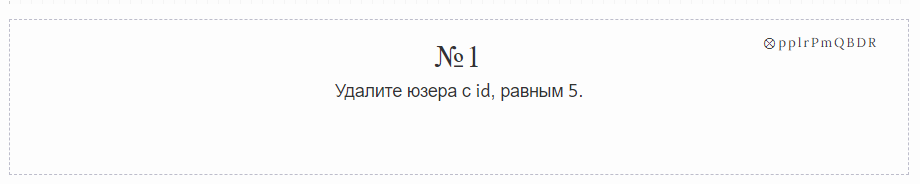 ⊗pplrPmQBDR
№1
Удалите юзера с id, равным 5.